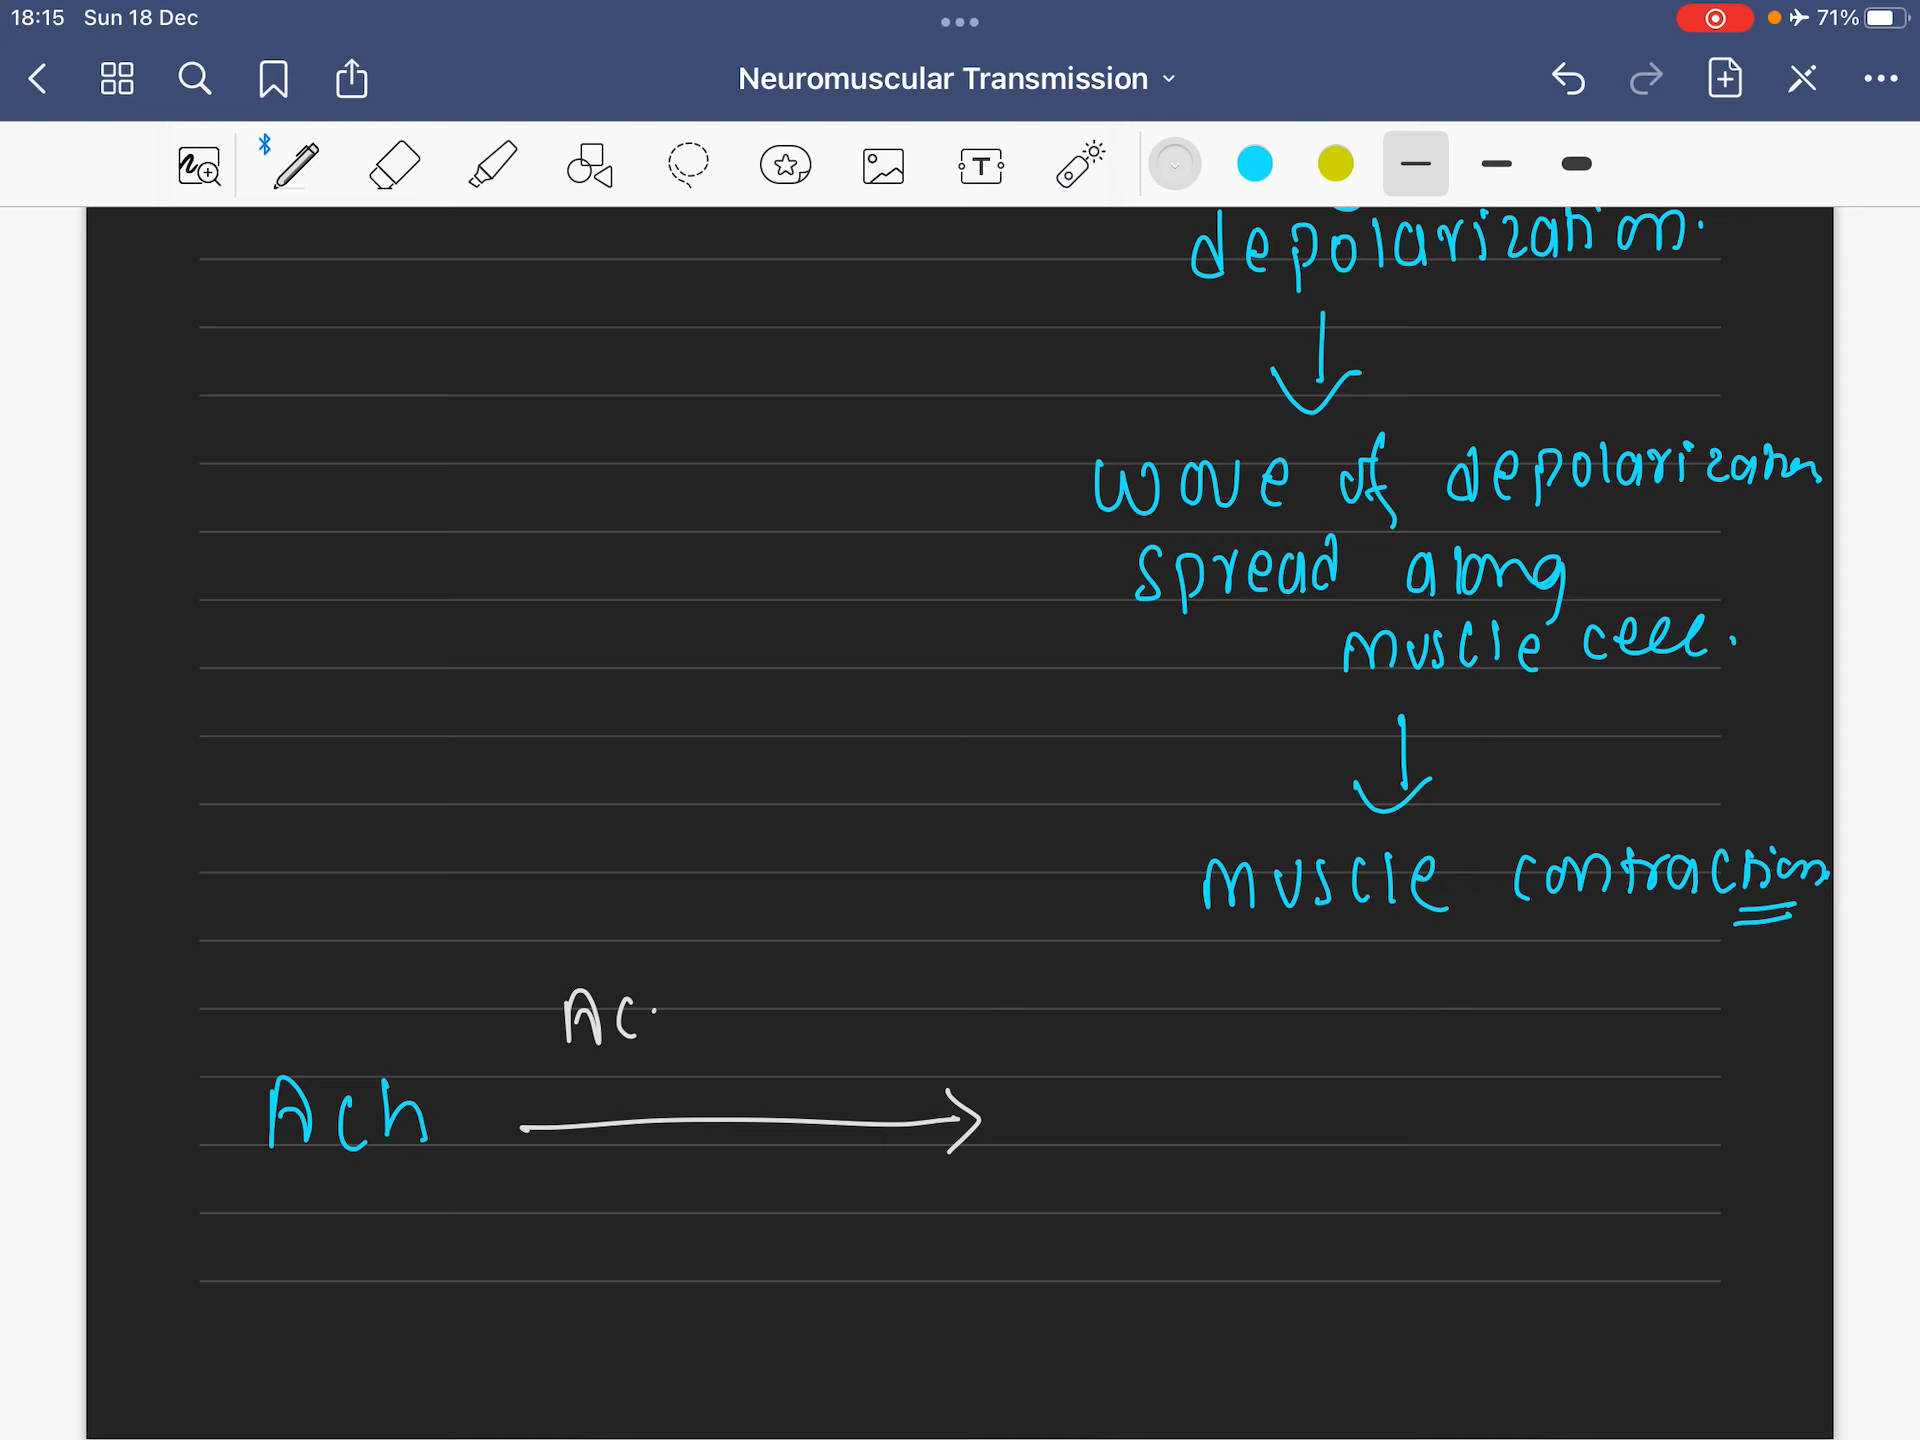 18:15 Sun 18 Dec
71%
Neuromuscular Transmission
T
depolarization.
wave of depolarization
spread along
muscle cell.
muscle contraction
AC.
Ach